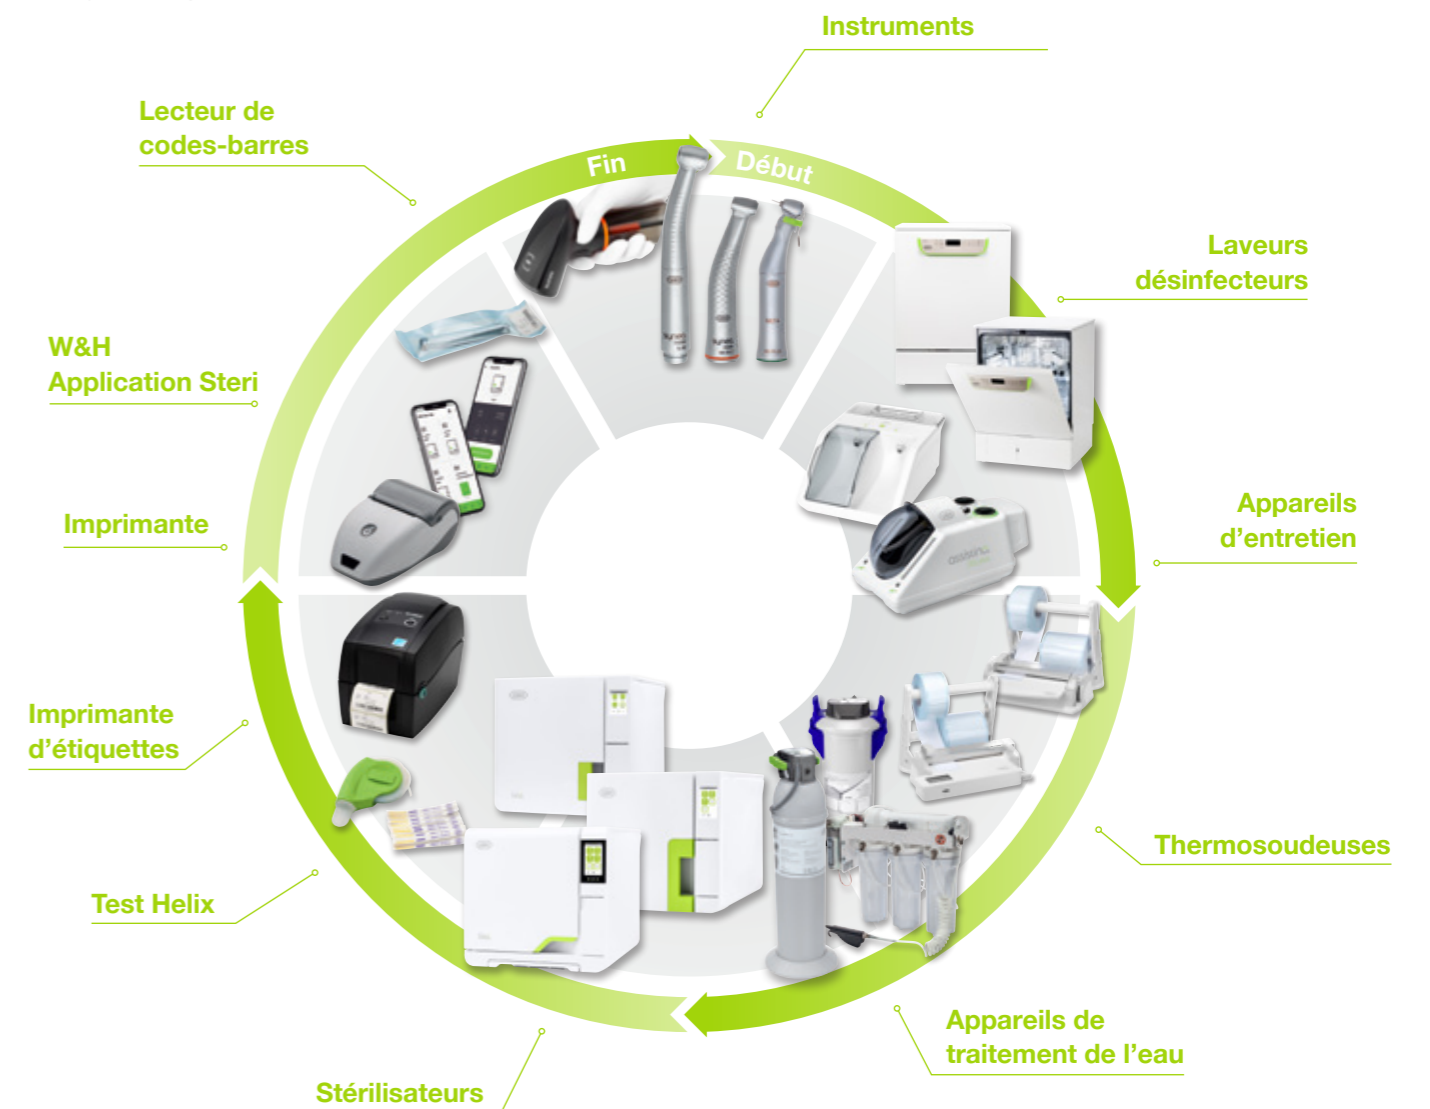 Instruments
Lecteur de
codes-barres
Fin
Début
Laveurs
désinfecteurs
W&H
Application Steri
Appareils
d’entretien
Imprimante
Imprimante
d’étiquettes
Thermosoudeuses
Test Helix
Appareils de
traitement de l’eau
Stérilisateurs